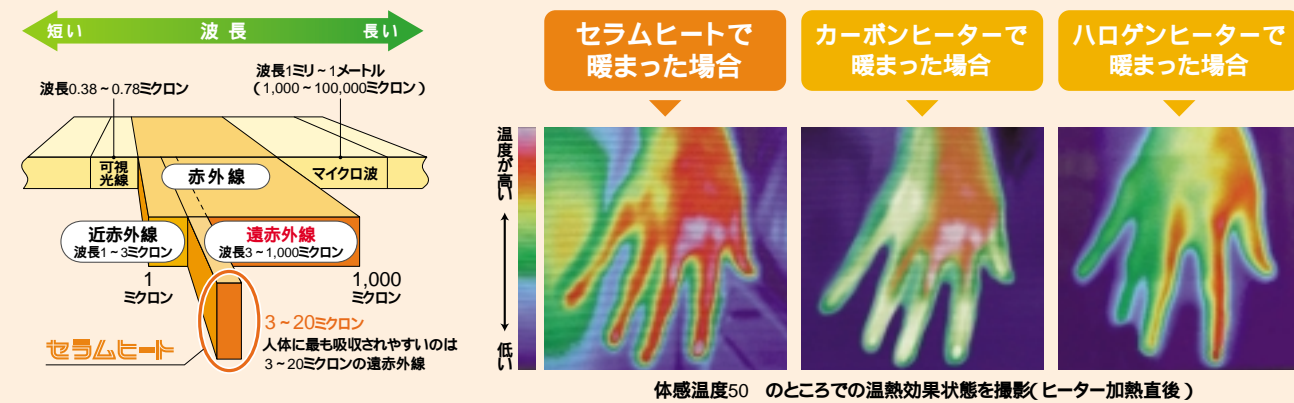 短い 波長 長い
波長0.38~0.78ミクロン
波長1ミリ~1メートル
(1,000~100,000ミクロン)
可視
光線
赤外線
マイクロ波
近赤外線
波長1~3ミクロン
遠赤外線
波長3~1,000ミクロン
1
ミクロン
1,000
ミクロン
3~20ミクロン
人体に最も吸収されやすいのは
3~20ミクロンの遠赤外線
セラムヒート
セラムヒートで
暖まった場合
カーボンヒーターで
暖まった場合
ハロゲンヒーターで
暖まった場合
温度が高い
低い
体感温度50 のところでの温熱効果状態を撮影(ヒーター加熱直後)